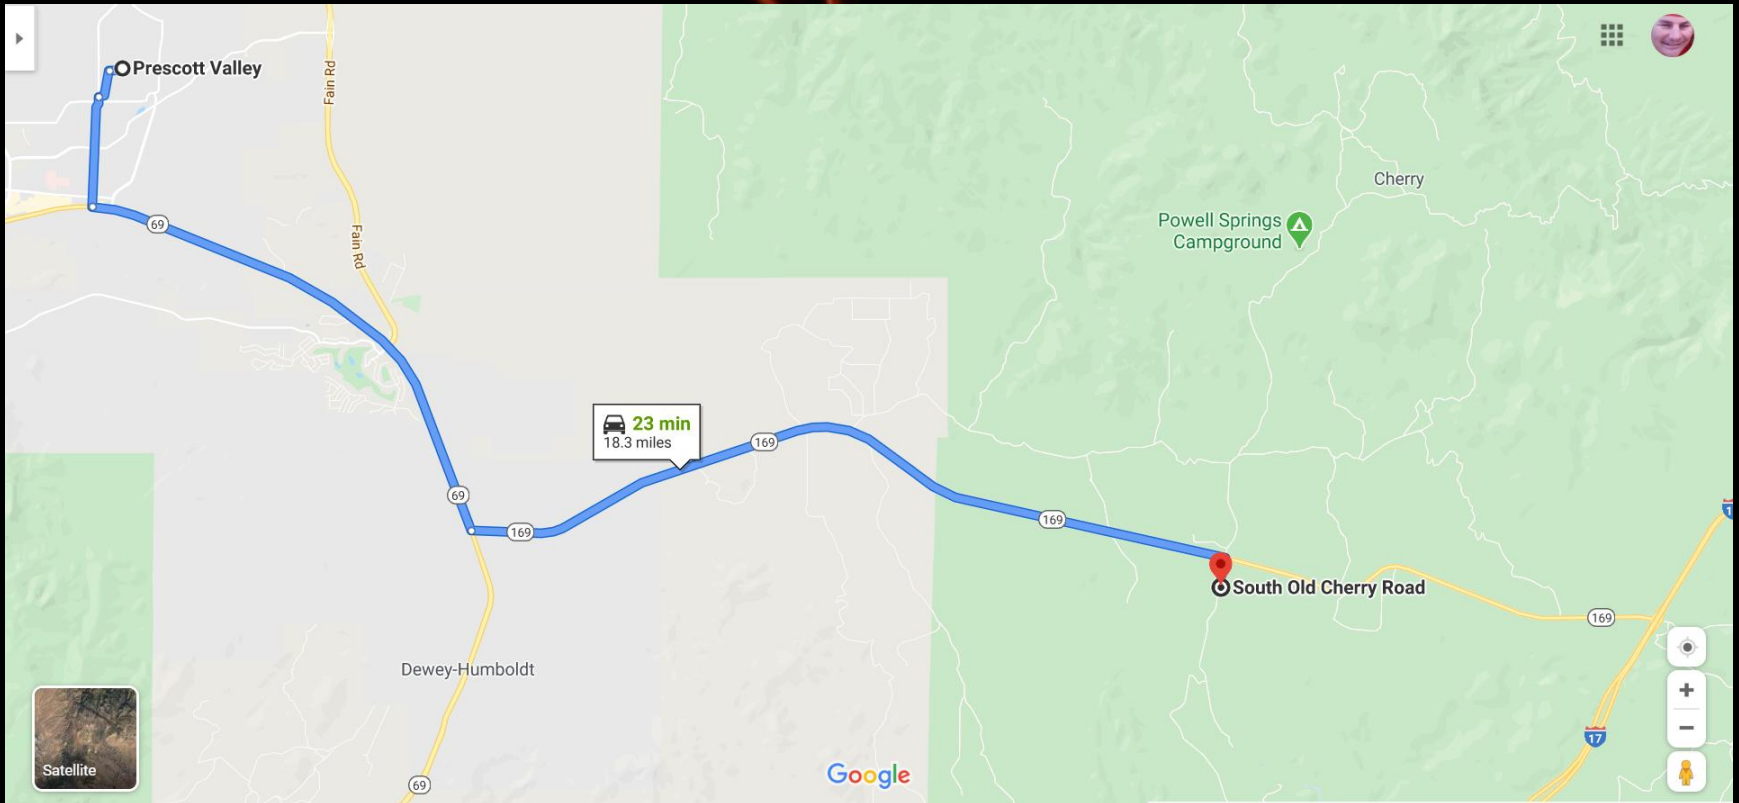 Prescott Valley
Fain Rd
Cherry
Powell Springs
Campground
69
Fain Rd
23 min
18.3 miles
169
69
169
169
1
South Old Cherry Road
169
Dewey-Humboldt
17
Satellite
Google
69